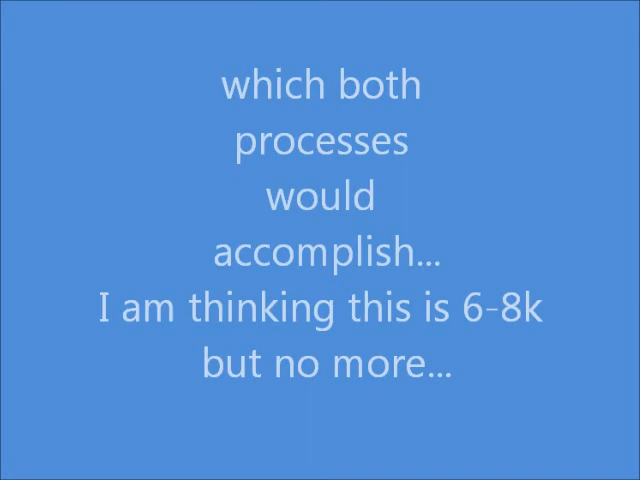 which both
processes
would
accomplish...
I am thinking this is 6-8k
but no more...